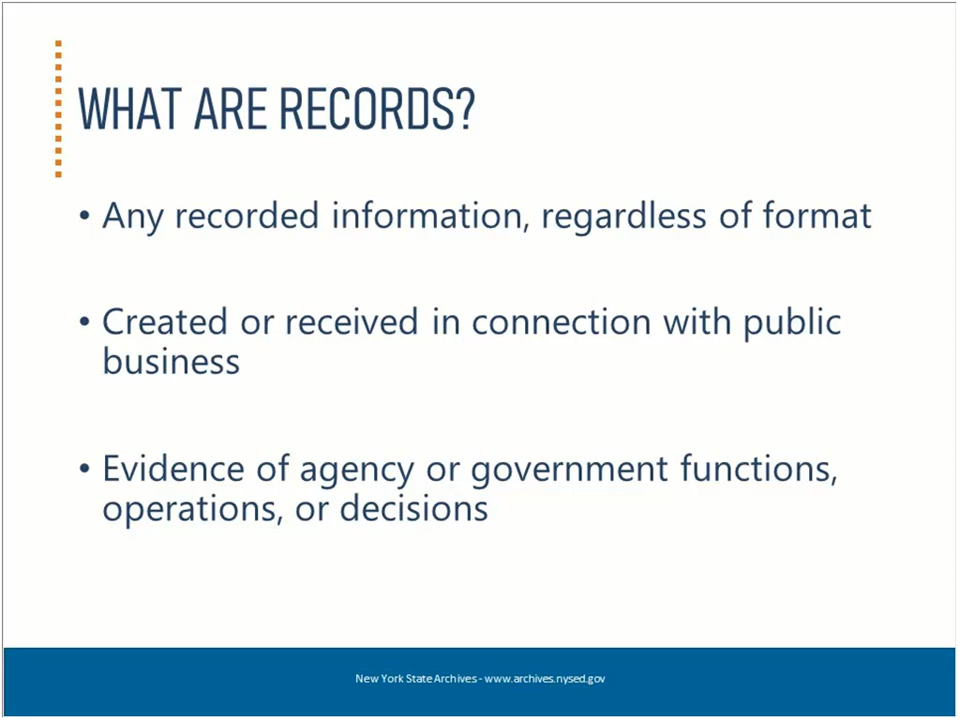 WHAT ARE RECORDS?
• Any recorded information, regardless of format
• Created or received in connection with public
business
• Evidence of agency or government functions,
operations, or decisions
New York State Archives - www.archives.nysed.gov